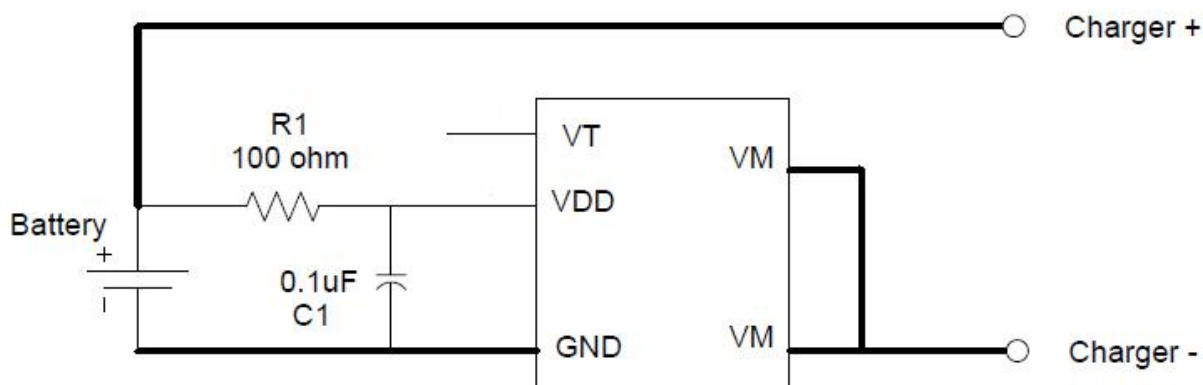 Charger +
R1
100 ohm
VT
VM
VDD
Battery
+
-
0.1uF
C1
GND
VM
Charger -